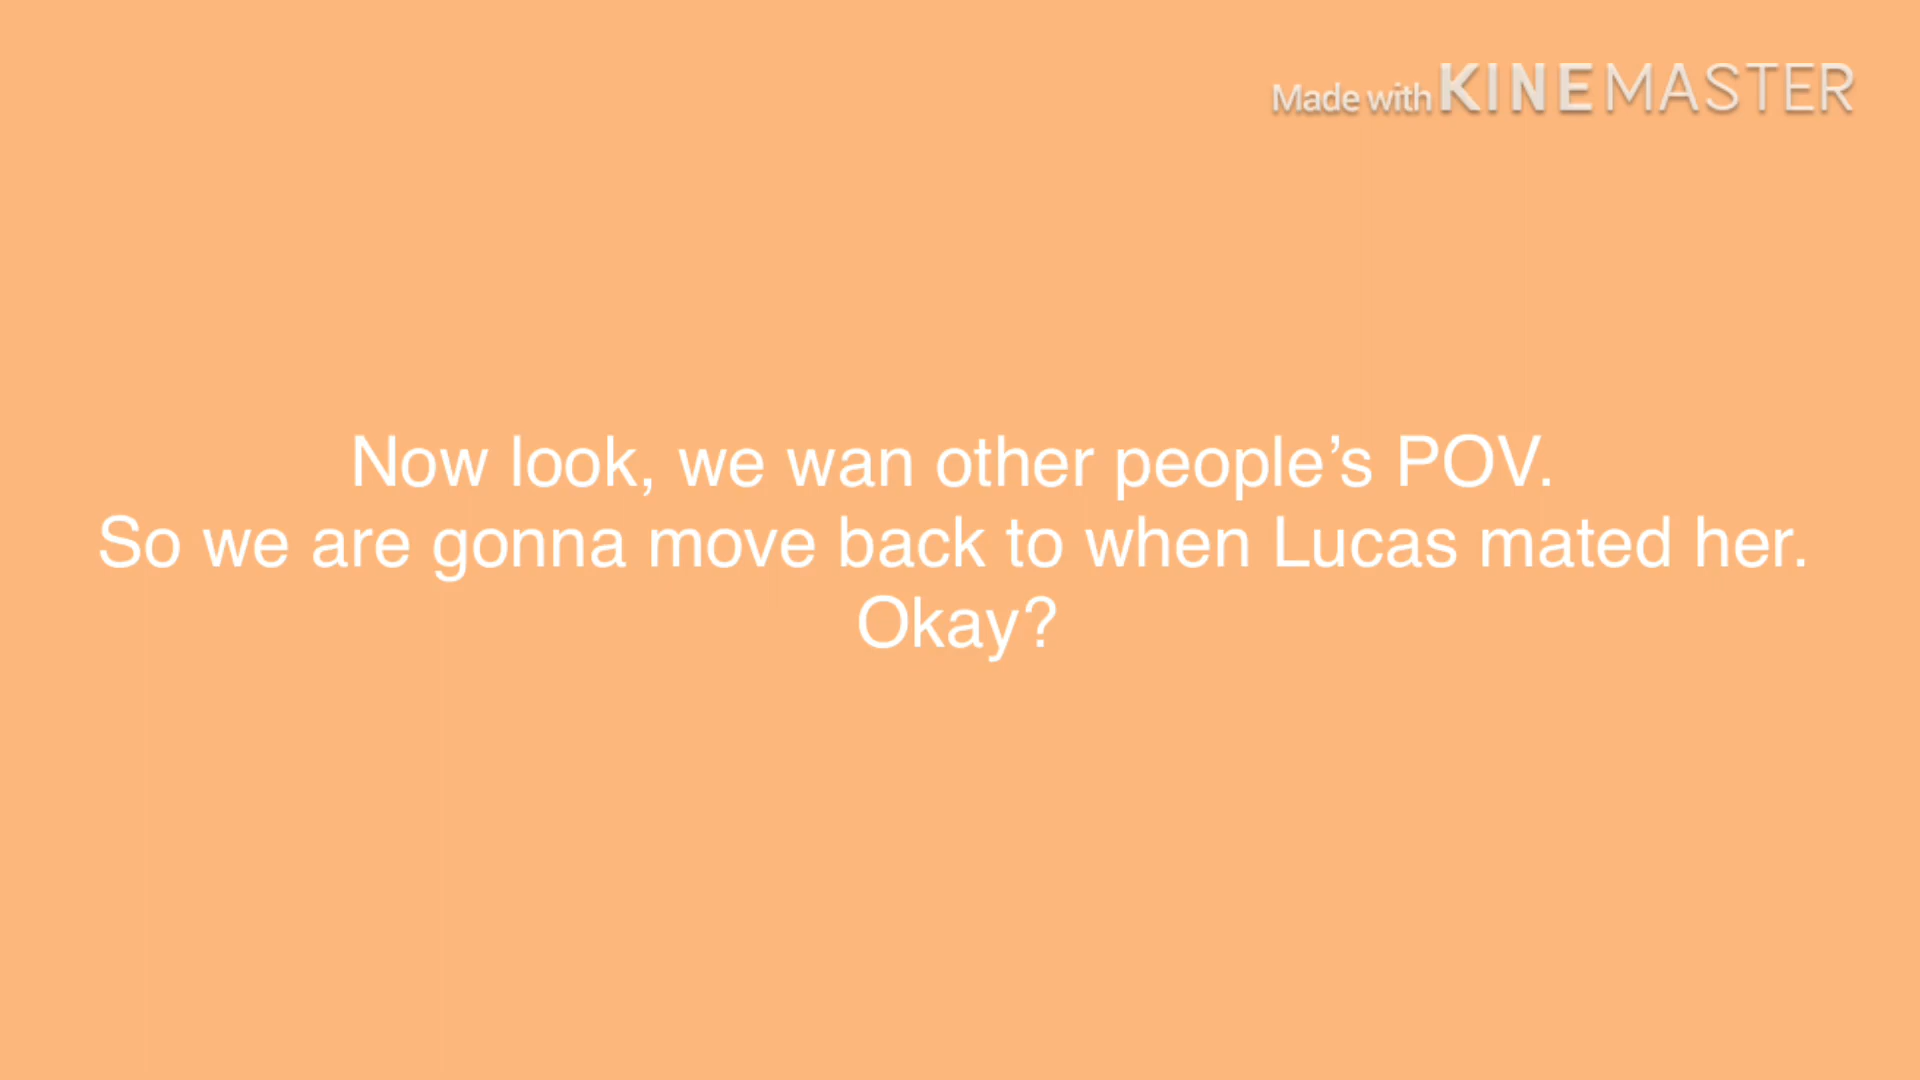 Made with KINEMASTER
Now look, we wan other people’s POV.
So we are gonna move back to when Lucas mated her.
Okay?